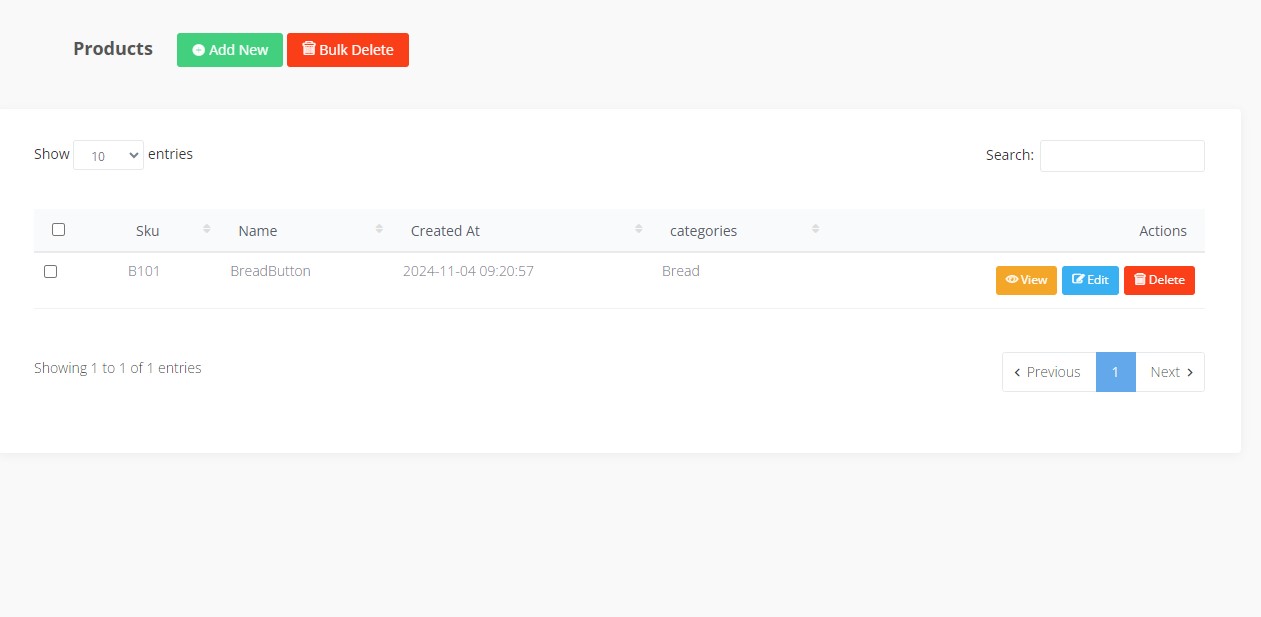 Products Add New Bulk Delete
Show 10 entries Search:
Sku Name Created At categories Actions
B101 BreadButton 2024-11-04 09:20:57 Bread View Edit Delete
Showing 1 to 1 of 1 entries Previous 1 Next